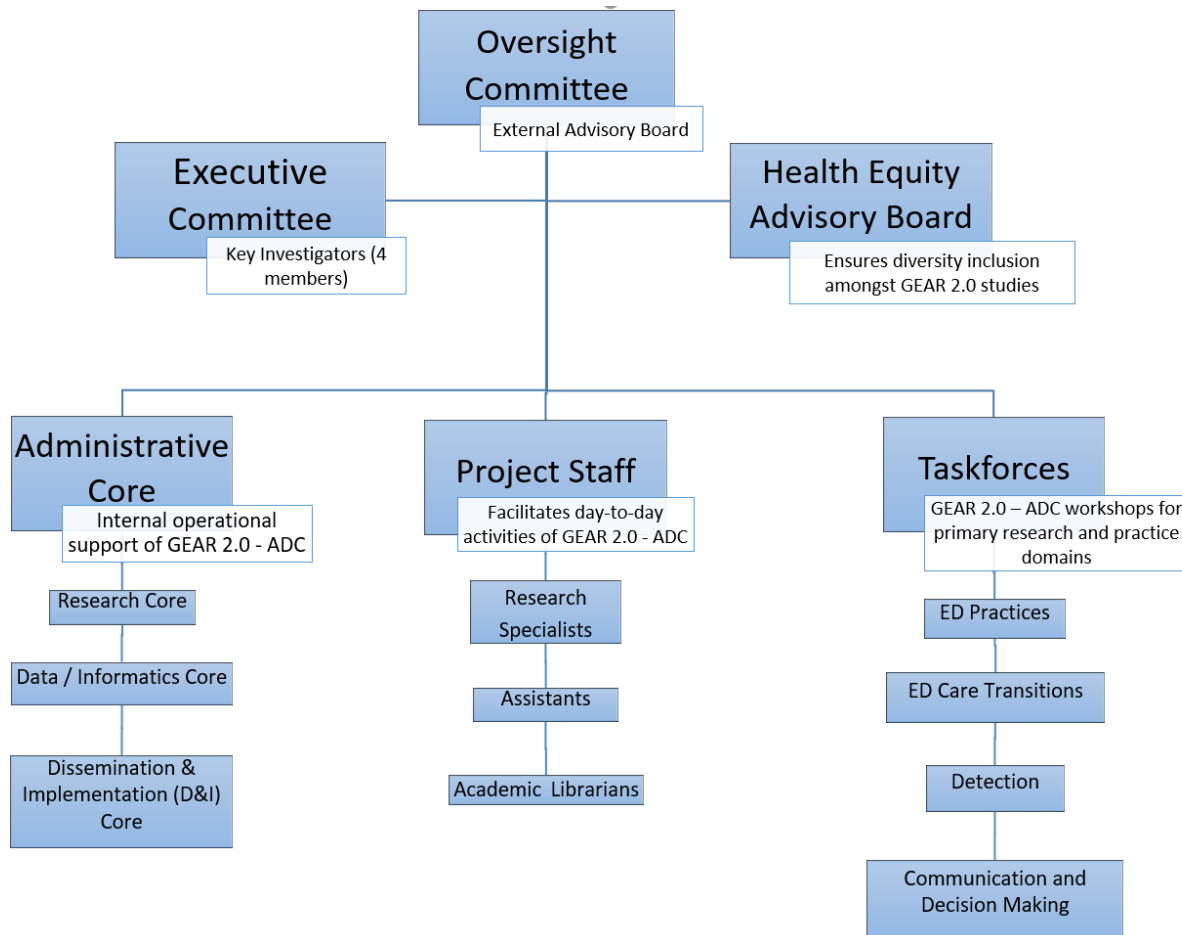 Oversight
Committee
External Advisory Board
Executive
Committee
Key Investigators (4
members)
Health Equity
Advisory Board
Ensures diversity inclusion
amongst GEAR 2.0 studies
Administrative
Core
Internal operational
support of GEAR 2.0 - ADC
Research Core
Data / Informatics Core
Dissemination &
Implementation (D&I)
Core
Project Staff
Facilitates day-to-day
activities of GEAR 2.0 - ADC
Research
Specialists
Assistants
Academic Librarians
Taskforces
GEAR 2.0 – ADC workshops for
primary research and practice
domains
ED Practices
ED Care Transitions
Detection
Communication and
Decision Making